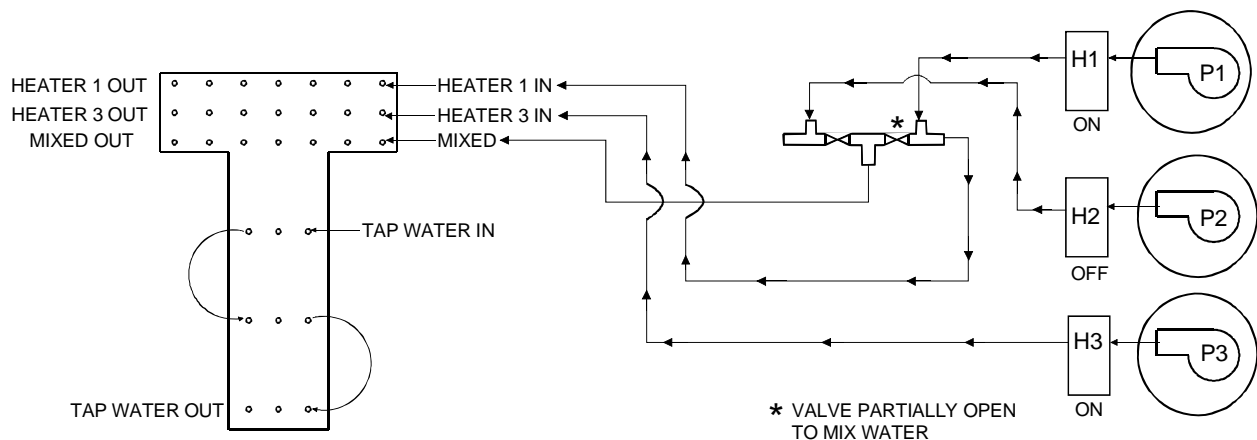 HEATER 1 OUT
HEATER 3 OUT
MIXED OUT
HEATER 1 IN
HEATER 3 IN
MIXED
TAP WATER IN
TAP WATER OUT
*
H1
ON
P1
H2
OFF
P2
H3
ON
P3
* VALVE PARTIALLY OPEN
TO MIX WATER